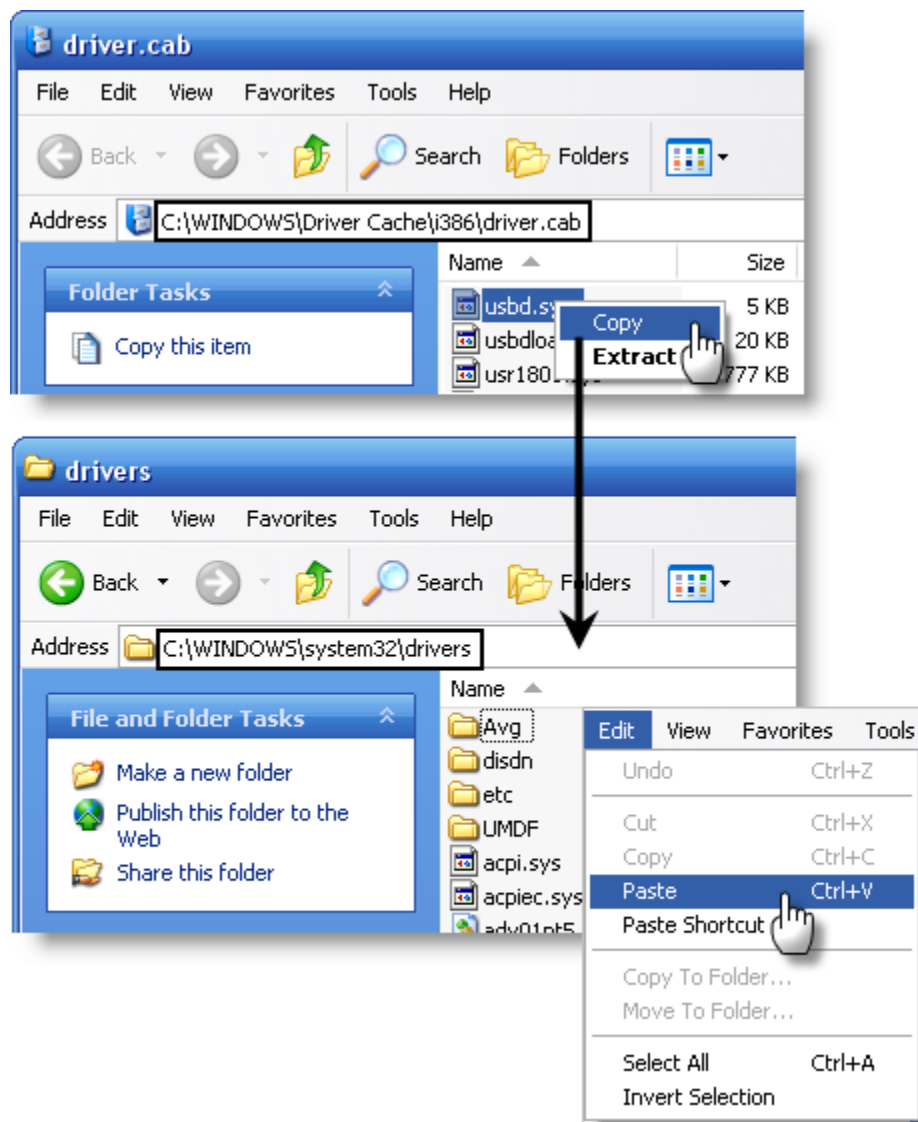 driver.cab
File Edit View Favorites Tools Help
Back Search Folders
Address C:\WINDOWS\Driver Cache\i386\driver.cab
Name Size
Folder Tasks
Copy this item
usbd.sy 5 KB
usbdloa 20 KB
usr180 777 KB
Copy
Extract
drivers
File Edit View Favorites Tools Help
Back Search Folders
Address C:\WINDOWS\system32\drivers
Name
File and Folder Tasks
Make a new folder
Publish this folder to the
Web
Share this folder
Avg
disdn
etc
UMDF
acpi.sys
acpiec.sys
Edit View Favorites Tools
Undo Ctrl+Z
Cut Ctrl+X
Copy Ctrl+C
Paste Ctrl+V
Paste Shortcut
Copy To Folder...
Move To Folder...
Select All Ctrl+A
Invert Selection